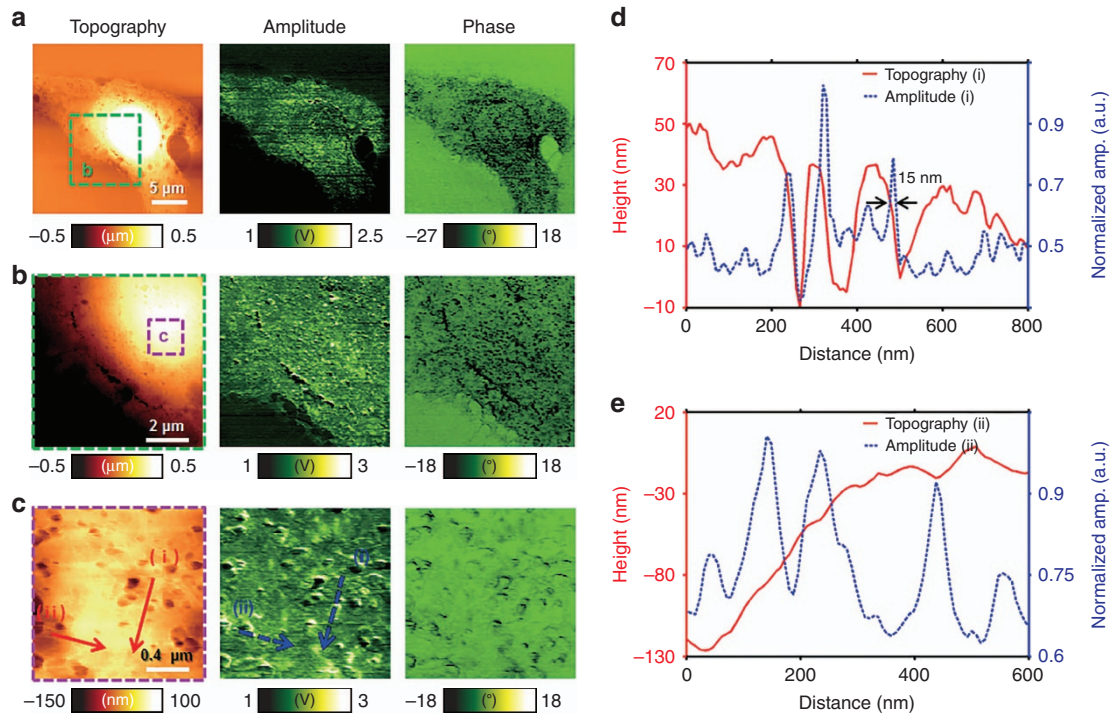 a
Topography Amplitude Phase
b
5 µm
–0.5 (µm) 0.5 1 (V) 2.5 –27 (°) 18
b
c
2 µm
–0.5 (µm) 0.5 1 (V) 3 –18 (°) 18
c
(i) (i)
(ii) (ii)
0.4 µm
–150 (nm) 100 1 (V) 3 –18 (°) 18
d
Topography (i)
Amplitude (i)
15 nm
Height (nm)
70
50
30
10
–10
Normalized amp. (a.u.)
0.9
0.7
0.5
0 200 400 600 800
Distance (nm)
e
Topography (ii)
Amplitude (ii)
Height (nm)
20
–30
–80
–130
Normalized amp. (a.u.)
0.9
0.75
0.6
0 200 400 600
Distance (nm)